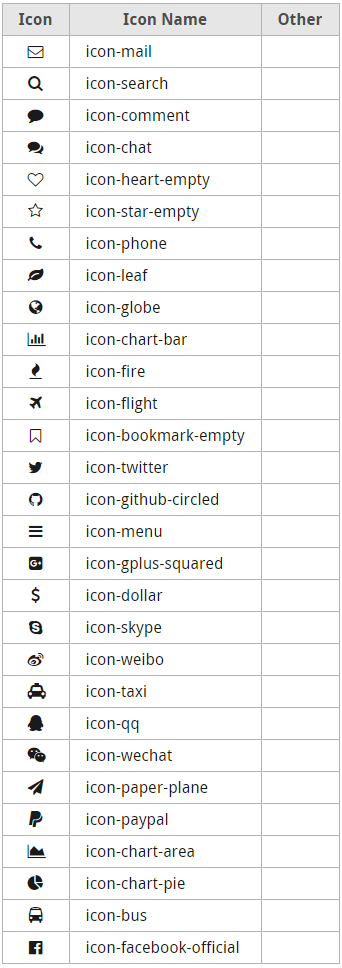 Icon Icon Name Other
icon-mail
icon-search
icon-comment
icon-chat
icon-heart-empty
icon-star-empty
icon-phone
icon-leaf
icon-globe
icon-chart-bar
icon-fire
icon-flight
icon-bookmark-empty
icon-twitter
icon-github-circled
icon-menu
icon-gplus-squared
icon-dollar
icon-skype
icon-weibo
icon-taxi
icon-qq
icon-wechat
icon-paper-plane
icon-paypal
icon-chart-area
icon-chart-pie
icon-bus
icon-facebook-official